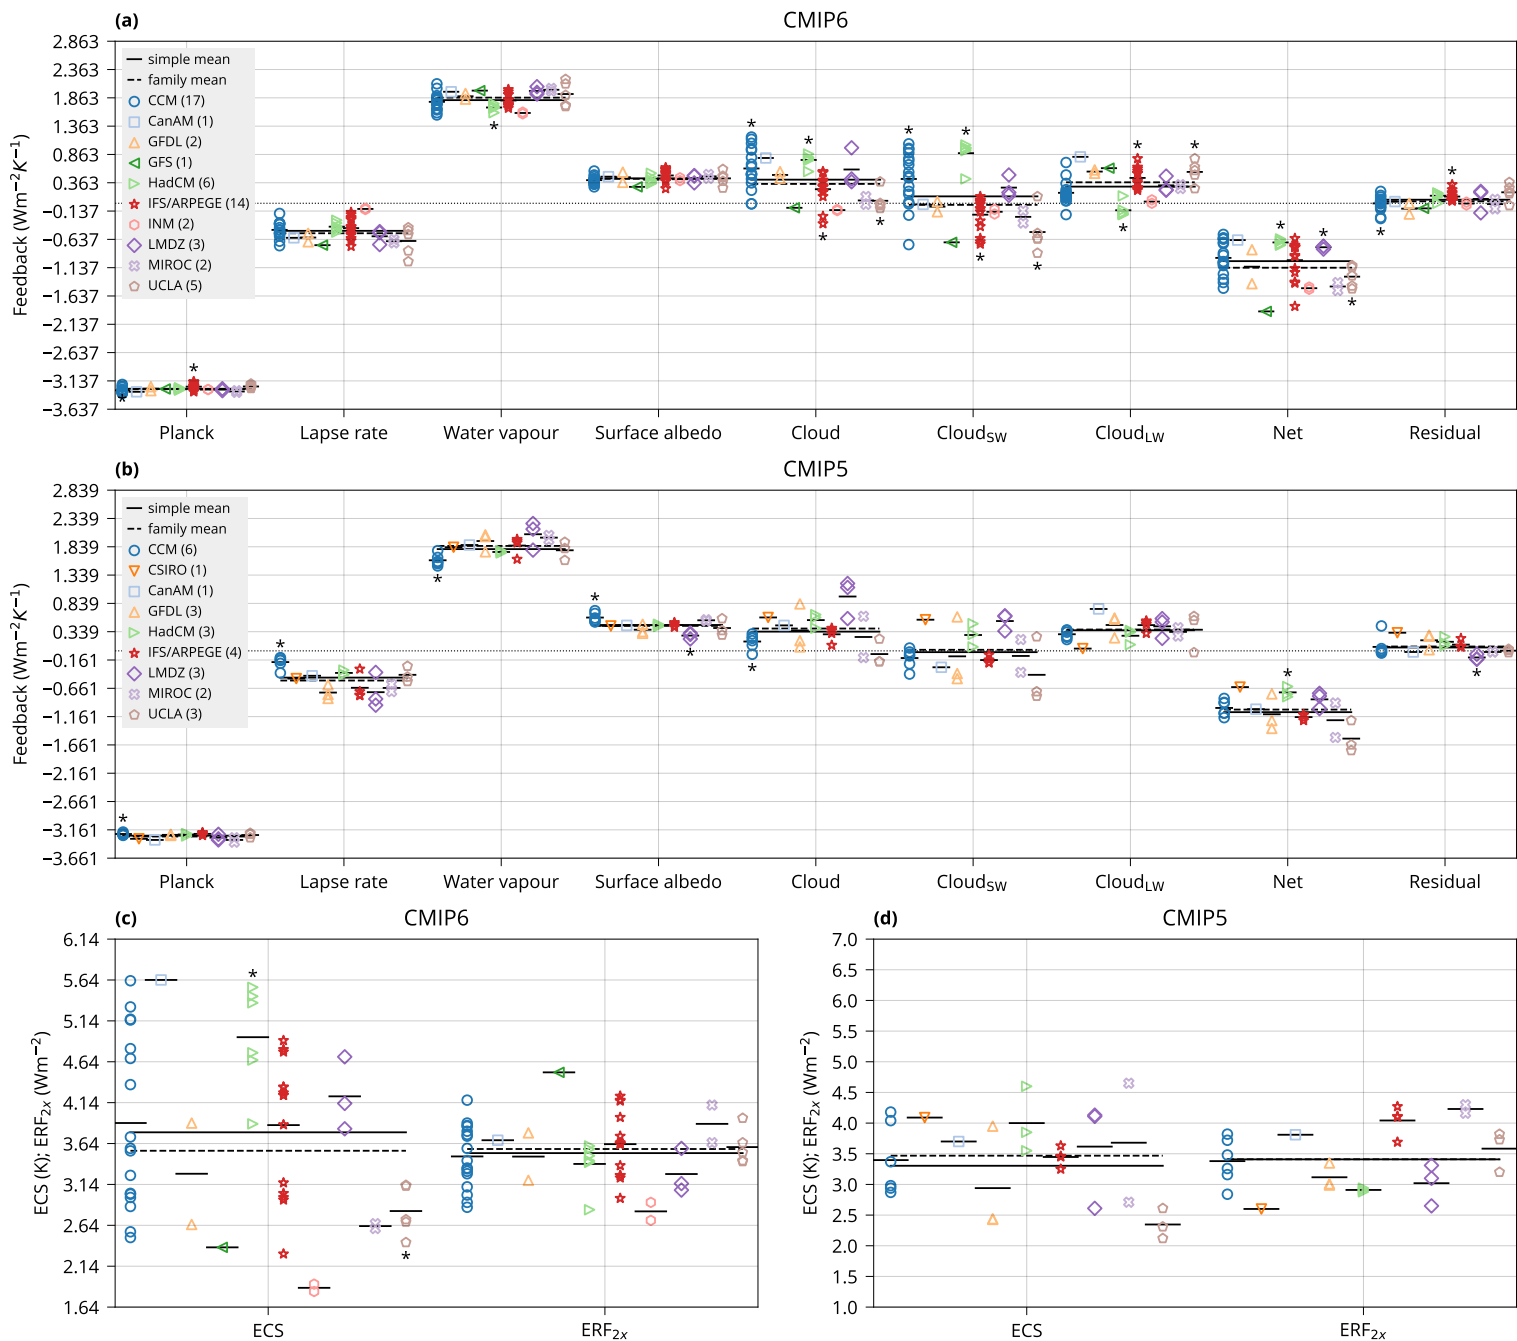 (a) CMIP6
2.863
2.363
1.863
1.363
0.863
0.363
−0.137
−0.637
−1.137
−1.637
−2.137
−2.637
−3.137
−3.637
Feedback (Wm−2K−1)
simple mean
family mean
CCM (17)
CanAM (1)
GFDL (2)
GFS (1)
HadCM (6)
IFS/ARPEGE (14)
INM (2)
LMDZ (3)
MIROC (2)
UCLA (5)
Planck Lapse rate Water vapour Surface albedo Cloud CloudSW CloudLW Net Residual
(b) CMIP5
2.839
2.339
1.839
1.339
0.839
0.339
−0.161
−0.661
−1.161
−1.661
−2.161
−2.661
−3.161
−3.661
Feedback (Wm−2K−1)
simple mean
family mean
CCM (6)
CSIRO (1)
CanAM (1)
GFDL (3)
HadCM (3)
IFS/ARPEGE (4)
LMDZ (3)
MIROC (2)
UCLA (3)
Planck Lapse rate Water vapour Surface albedo Cloud CloudSW CloudLW Net Residual
(c) CMIP6
6.14
5.64
5.14
4.64
4.14
3.64
3.14
2.64
2.14
1.64
ECS (K); ERF2x (Wm−2)
ECS ERF2x
(d) CMIP5
7.0
6.5
6.0
5.5
5.0
4.5
4.0
3.5
3.0
2.5
2.0
1.5
1.0
ECS (K); ERF2x (Wm−2)
ECS ERF2x